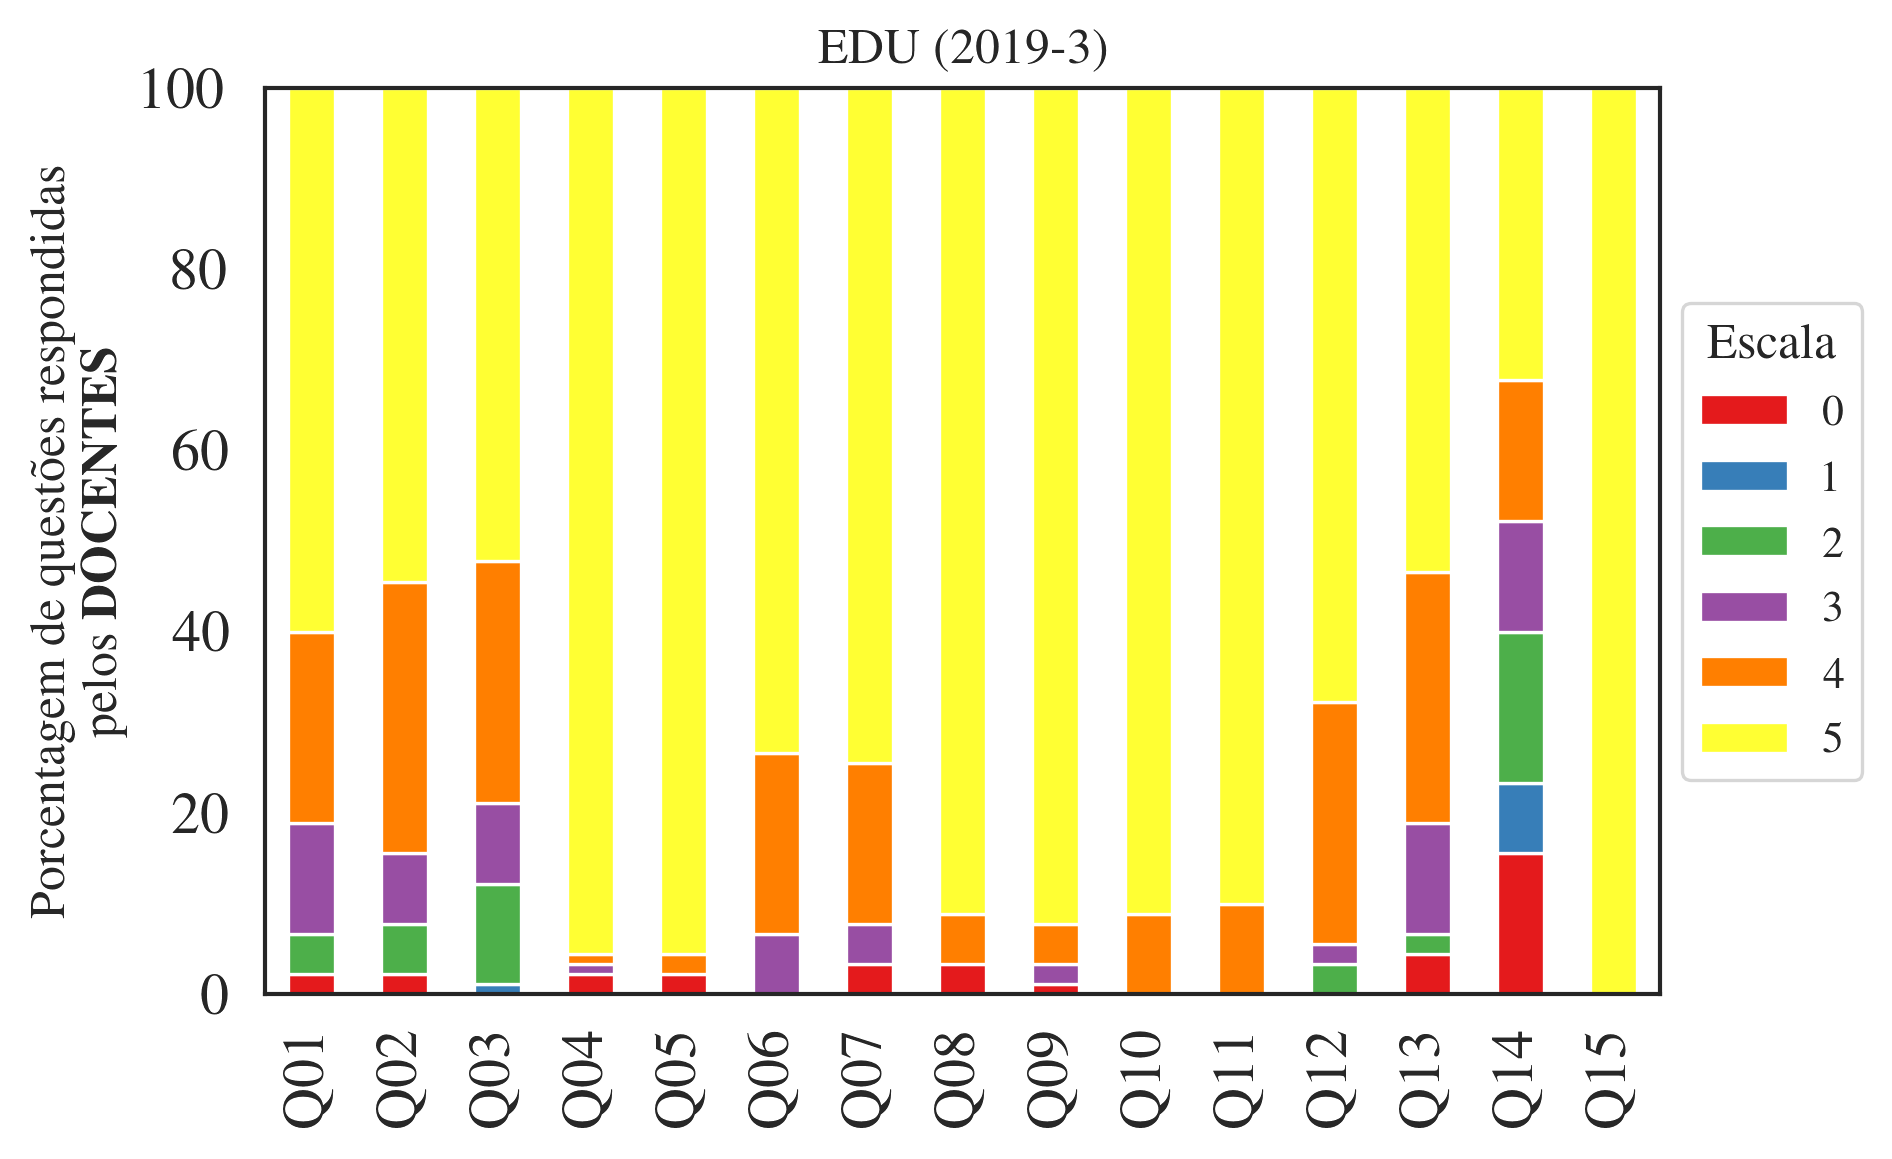 EDU (2019-3)
Porcentagem de questões respondidas
pelos DOCENTES
100
80
60
40
20
0
Q01
Q02
Q03
Q04
Q05
Q06
Q07
Q08
Q09
Q10
Q11
Q12
Q13
Q14
Q15
Escala
0
1
2
3
4
5